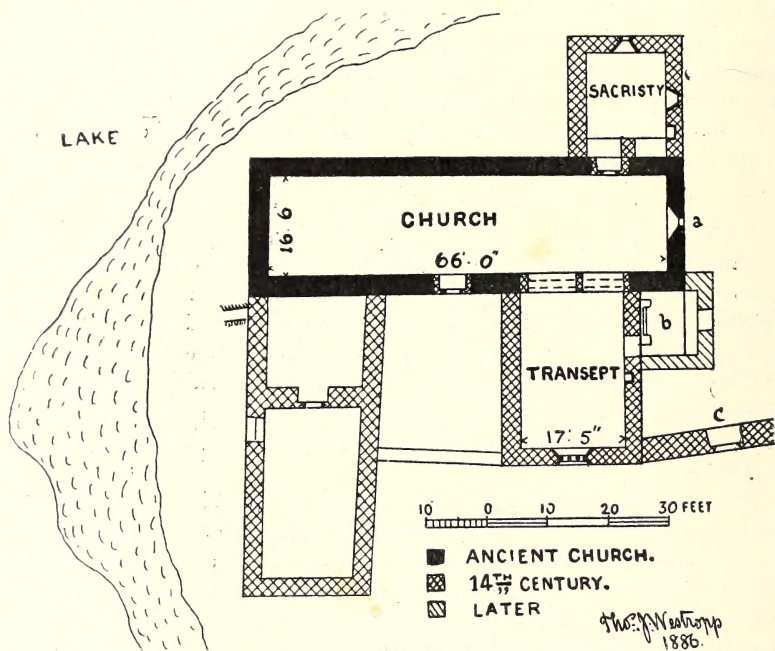 SACRISTY
LAKE
CHURCH
a
16·6
66'·0"
b
TRANSEPT
17'·5"
c
10 0 10 20 30 FEET
ANCIENT CHURCH.
14TH CENTURY.
LATER
Thos. J. Westropp
1886.